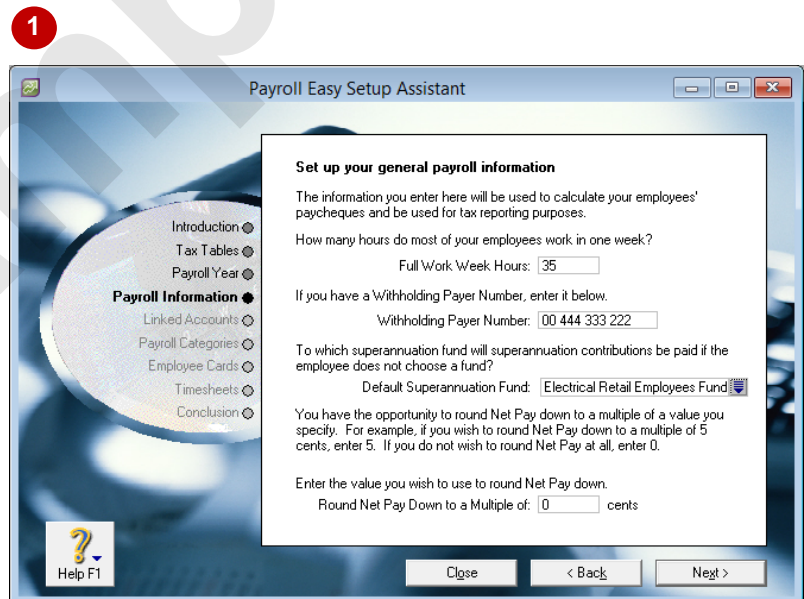 1
Payroll Easy Setup Assistant
Set up your general payroll information
The information you enter here will be used to calculate your employees'
paycheques and be used for tax reporting purposes.
How many hours do most of your employees work in one week?
Full Work Week Hours: 35
If you have a Withholding Payer Number, enter it below.
Withholding Payer Number: 00 444 333 222
To which superannuation fund will superannuation contributions be paid if the
employee does not choose a fund?
Default Superannuation Fund: Electrical Retail Employees Fund
You have the opportunity to round Net Pay down to a multiple of a value you
specify. For example, if you wish to round Net Pay down to a multiple of 5
cents, enter 5. If you do not wish to round Net Pay at all, enter 0.
Enter the value you wish to use to round Net Pay down.
Round Net Pay Down to a Multiple of: 0 cents
Introduction
Tax Tables
Payroll Year
Payroll Information
Linked Accounts
Payroll Categories
Employee Cards
Timesheets
Conclusion
Help F1
Close
< Back
Next >